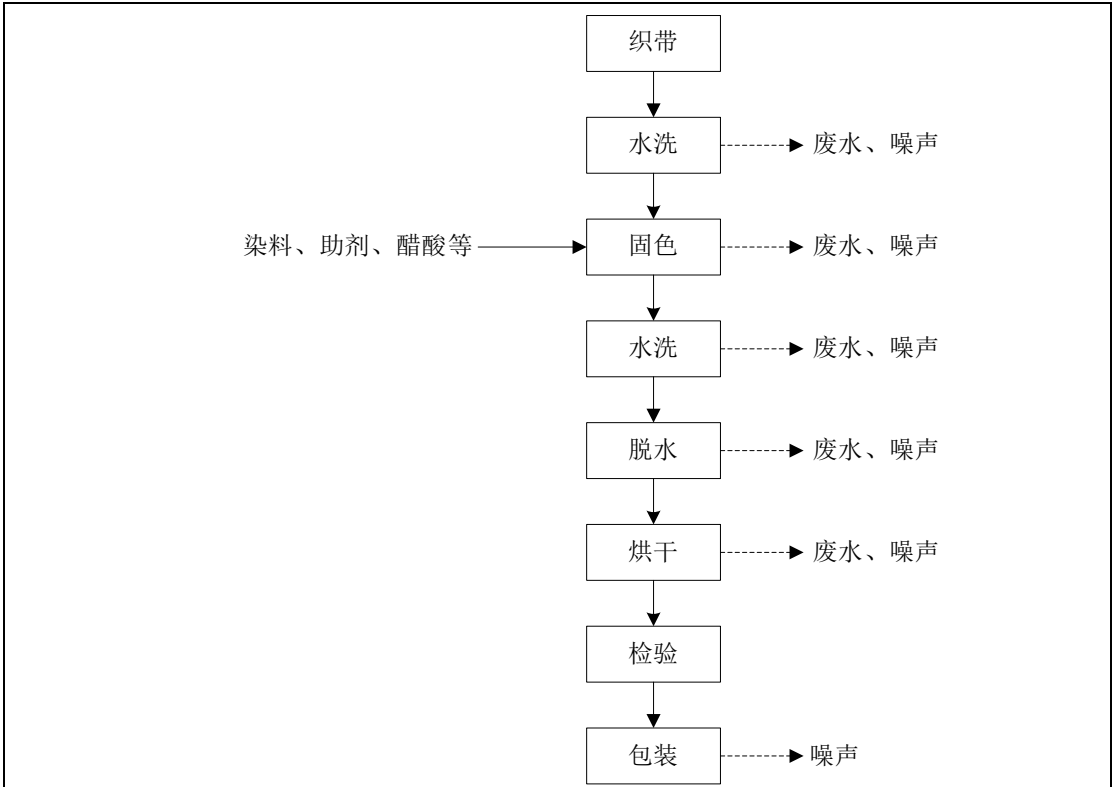 织带
水洗
废水、噪声
染料、助剂、醋酸等
固色
废水、噪声
水洗
废水、噪声
脱水
废水、噪声
烘干
废水、噪声
检验
包装
噪声